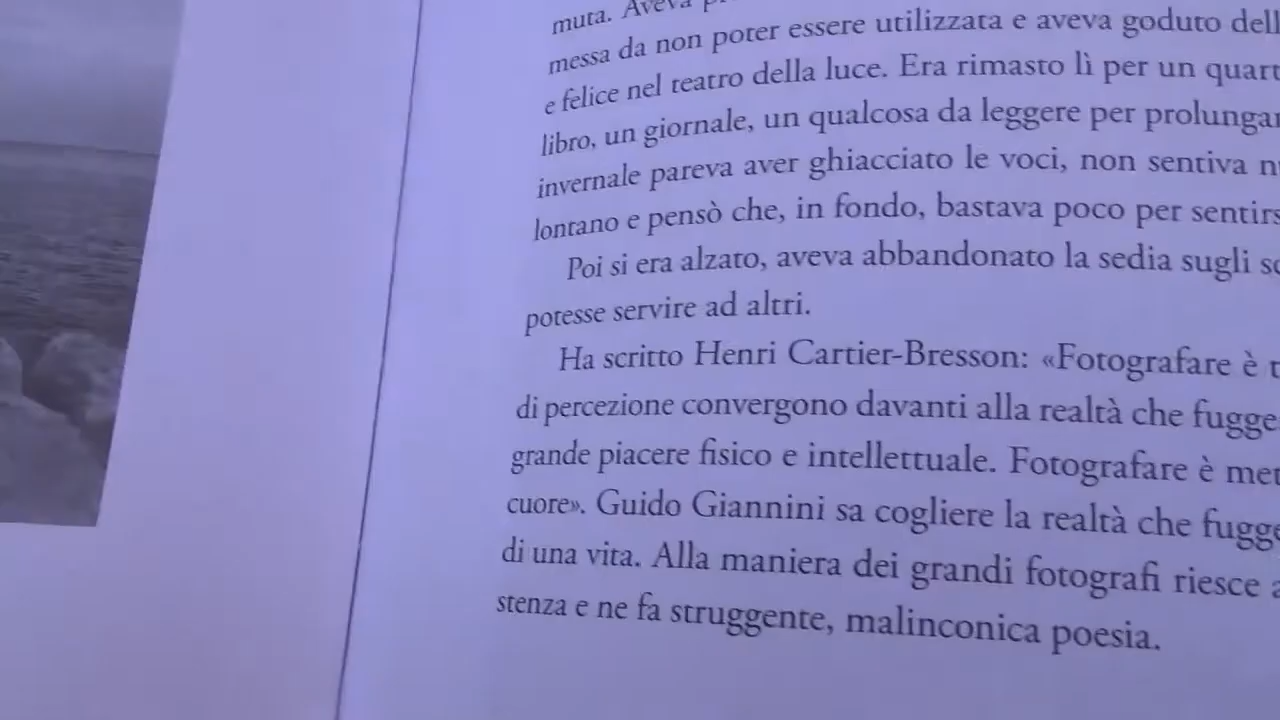 muta. Aveva
messa da non poter essere utilizzata e aveva goduto dell
e felice nel teatro della luce. Era rimasto lì per un quart
libro, un giornale, un qualcosa da leggere per prolungar
invernale pareva aver ghiacciato le voci, non sentiva n
lontano e pensò che, in fondo, bastava poco per sentirs
Poi si era alzato, aveva abbandonato la sedia sugli sc
potesse servire ad altri.
Ha scritto Henri Cartier-Bresson: «Fotografare è t
di percezione convergono davanti alla realtà che fugge
grande piacere fisico e intellettuale. Fotografare è met
cuore». Guido Giannini sa cogliere la realtà che fugge
di una vita. Alla maniera dei grandi fotografi riesce a
stenza e ne fa struggente, malinconica poesia.